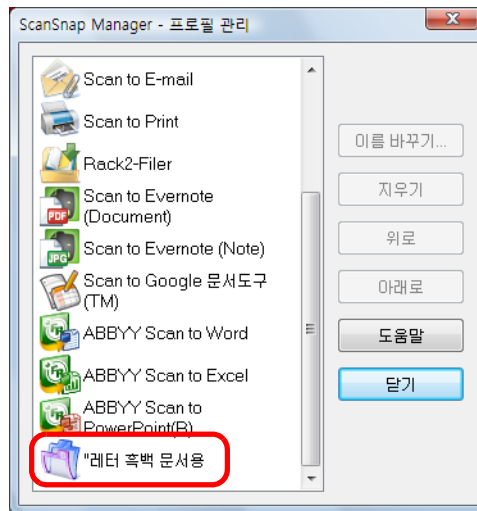 ScanSnap Manager - 프로필 관리
Scan to E-mail
Scan to Print
Rack2-Filer
Scan to Evernote
(Document)
Scan to Evernote (Note)
Scan to Google 문서도구
(TM)
ABBYY Scan to Word
ABBYY Scan to Excel
ABBYY Scan to
PowerPoint(R)
"레터 흑백 문서용
이름 바꾸기...
지우기
위로
아래로
도움말
닫기
PDF
JPG